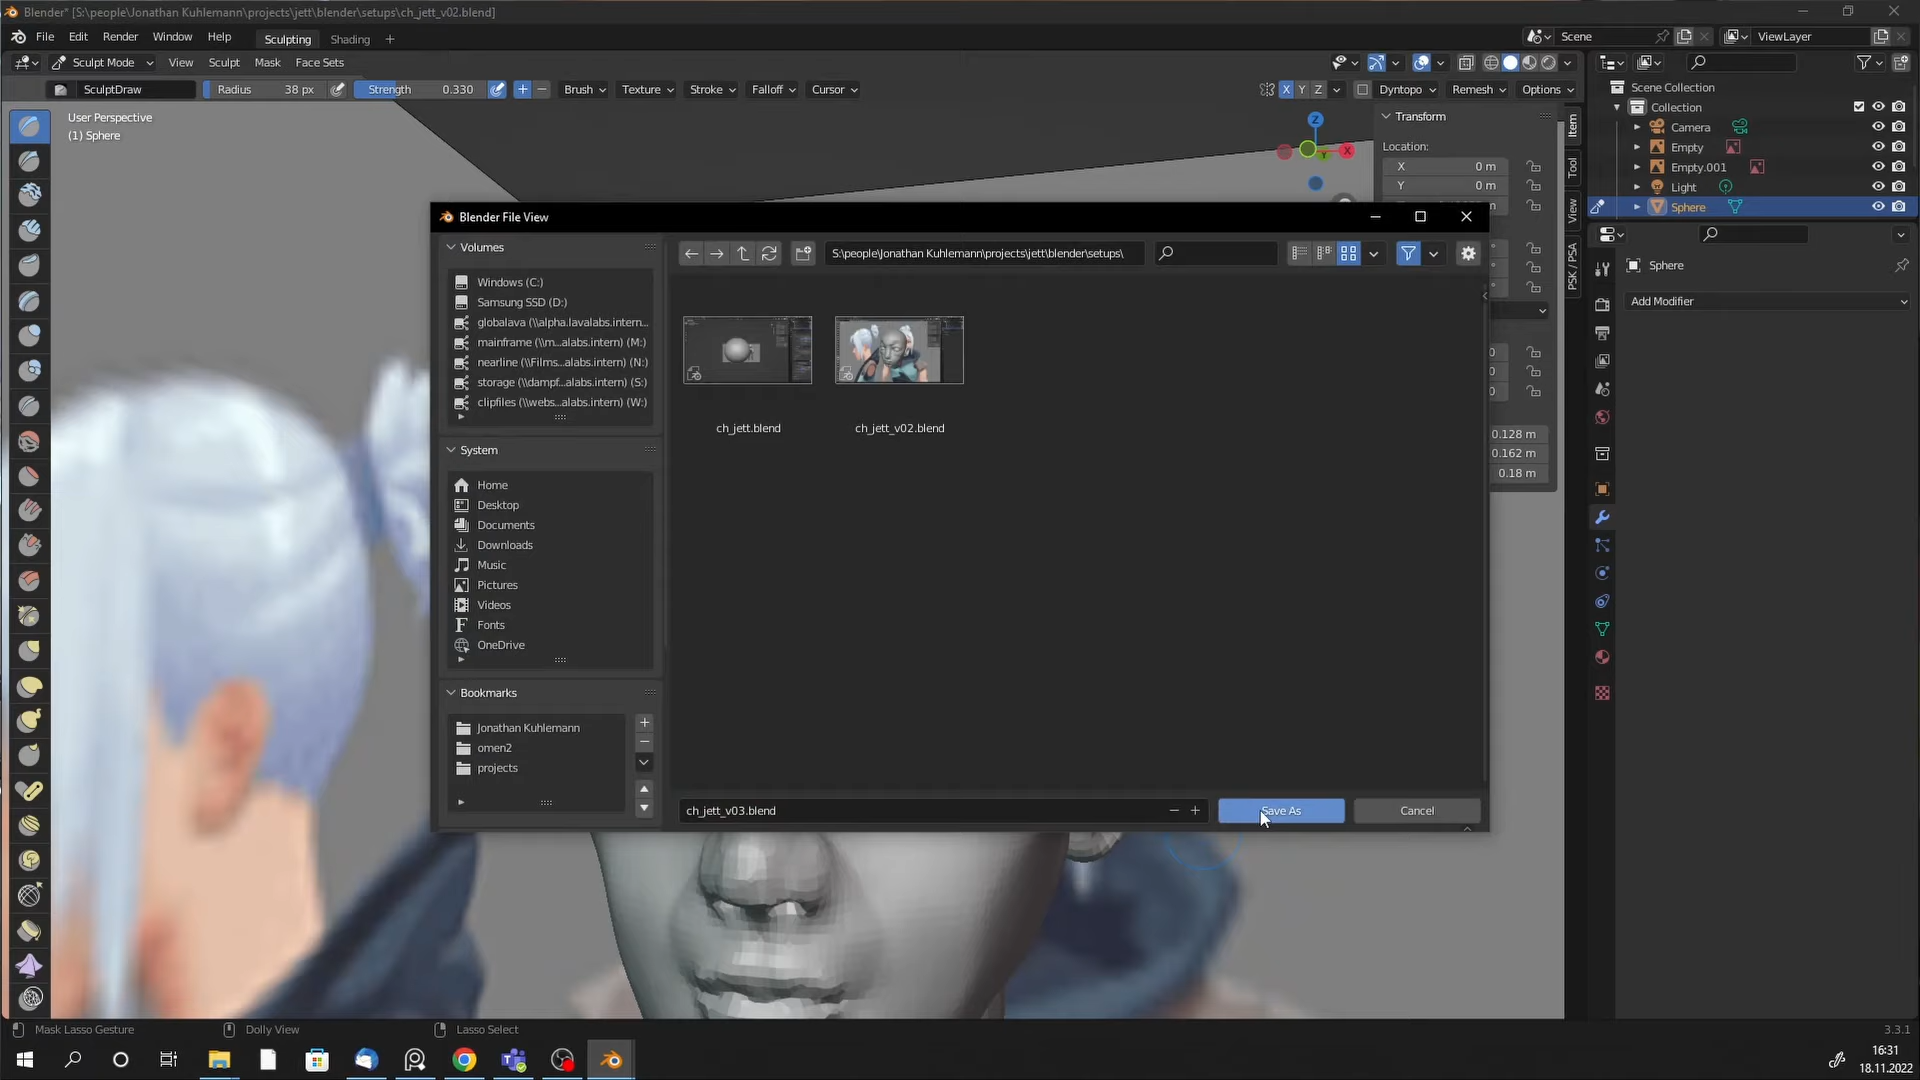 Blender* [S:\people\Jonathan Kuhlemann\projects\jett\blender\setups\ch_jett_v02.blend]
File Edit Render Window Help Sculpting Shading +
Scene ViewLayer
Sculpt Mode View Sculpt Mask Face Sets
SculptDraw Radius 38 px Strength 0.330 Brush Texture Stroke Falloff Cursor X Y Z Dyntopo Remesh Options
User Perspective
(1) Sphere
Z
X
Transform
Location:
X 0 m
Y 0 m
0.128 m
0.162 m
0.18 m
Item
Tool
View
PSK / PSA
Scene Collection
Collection
Camera
Empty
Empty.001
Light
Sphere
Sphere
Add Modifier
Blender File View
Volumes
Windows (C:)
Samsung SSD (D:)
globalava (\\alpha.lavalabs.intern...
mainframe (\\m...alabs.intern) (M:)
nearline (\\Films...alabs.intern) (N:)
storage (\\dampf...alabs.intern) (S:)
clipfiles (\\webs...alabs.intern) (W:)
System
Home
Desktop
Documents
Downloads
Music
Pictures
Videos
Fonts
OneDrive
Bookmarks
Jonathan Kuhlemann
omen2
projects
S:\people\Jonathan Kuhlemann\projects\jett\blender\setups\
ch_jett.blend ch_jett_v02.blend
ch_jett_v03.blend Save As Cancel
Mask Lasso Gesture Dolly View Lasso Select 3.3.1
16:31
18.11.2022